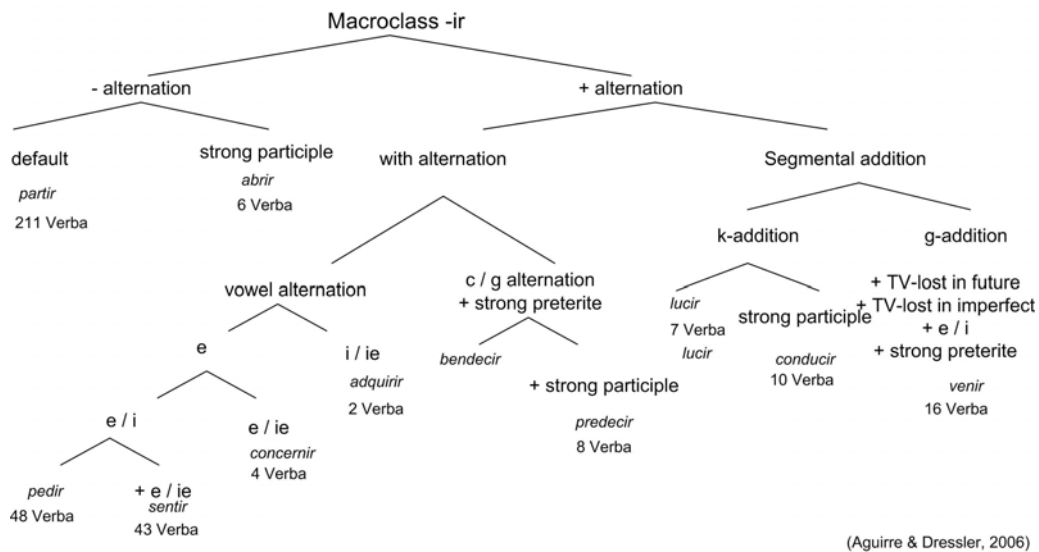 Macroclass -ir
- alternation
+ alternation
default
strong participle
with alternation
Segmental addition
partir
abrir
211 Verba
6 Verba
k-addition
g-addition
vowel alternation
c / g alternation
+ strong preterite
lucir
7 Verba
lucir
strong participle
conducir
10 Verba
+ TV-lost in future
+ TV-lost in imperfect
+ e / i
+ strong preterite
venir
16 Verba
e
i / ie
adquirir
2 Verba
bendecir
+ strong participle
predecir
8 Verba
e / i
e / ie
concernir
4 Verba
pedir
48 Verba
+ e / ie
sentir
43 Verba
(Aguirre & Dressler, 2006)